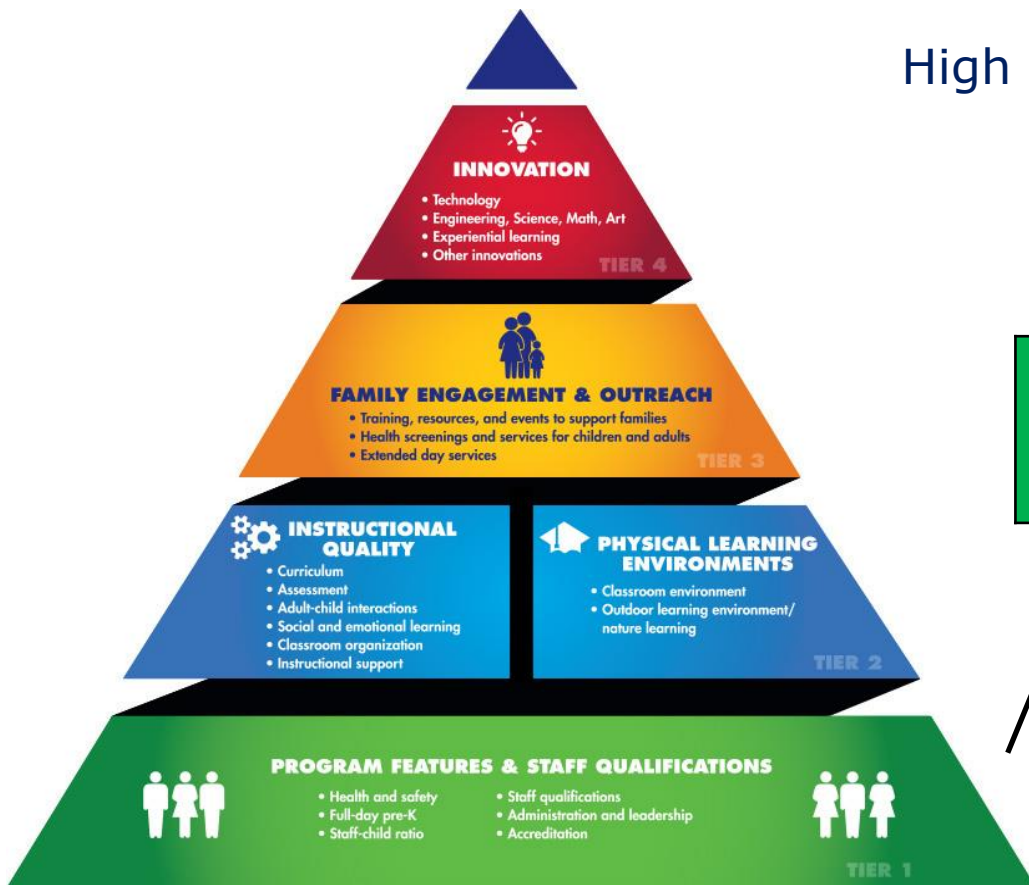 High
INNOVATION
• Technology
• Engineering, Science, Math, Art
• Experiential learning
• Other innovations
TIER 4
FAMILY ENGAGEMENT & OUTREACH
• Training, resources, and events to support families
• Health screenings and services for children and adults
• Extended day services
TIER 3
INSTRUCTIONAL
QUALITY
• Curriculum
• Assessment
• Adult-child interactions
• Social and emotional learning
• Classroom organization
• Instructional support
PHYSICAL LEARNING
ENVIRONMENTS
• Classroom environment
• Outdoor learning environment/
nature learning
TIER 2
PROGRAM FEATURES & STAFF QUALIFICATIONS
• Health and safety
• Full-day pre-K
• Staff-child ratio
• Staff qualifications
• Administration and leadership
• Accreditation
TIER 1